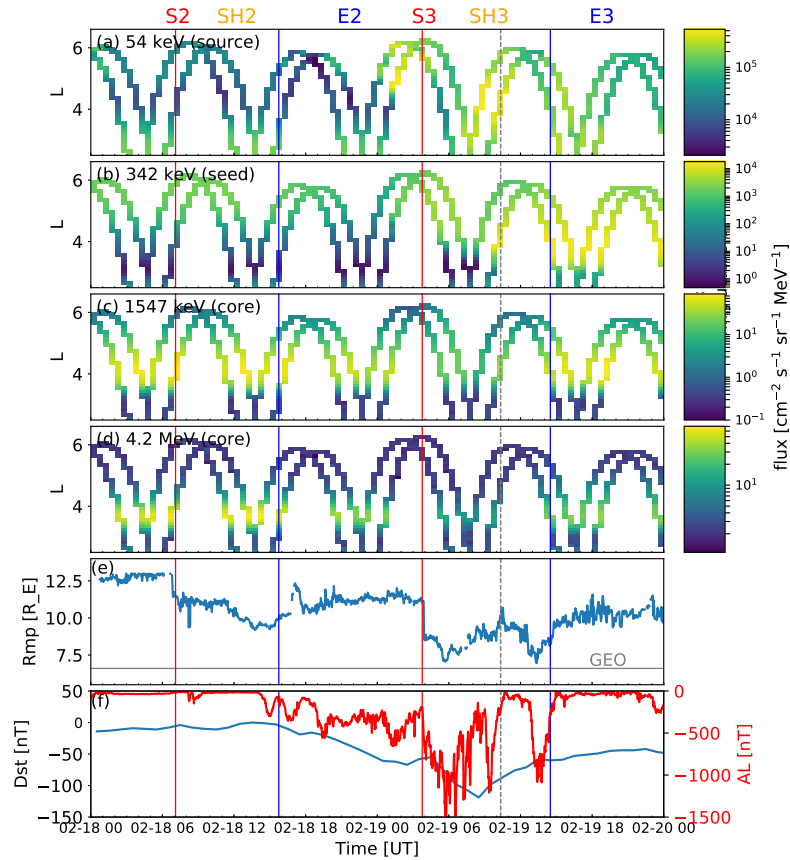 S2 SH2 E2 S3 SH3 E3
(a) 54 keV (source)
6
4
L
10^5
10^4
(b) 342 keV (seed)
6
4
L
10^4
10^3
10^2
10^1
10^0
(c) 1547 keV (core)
6
4
L
10^1
10^0
10^-1
(d) 4.2 MeV (core)
6
4
L
10^1
flux [cm^-2 s^-1 sr^-1 MeV^-1]
(e)
12.5
10.0
7.5
Rmp [R_E]
GEO
(f)
50
0
−50
−100
−150
Dst [nT]
0
−500
−1000
−1500
AL [nT]
02-18 00 02-18 06 02-18 12 02-18 18 02-19 00 02-19 06 02-19 12 02-20 00
Time [UT]